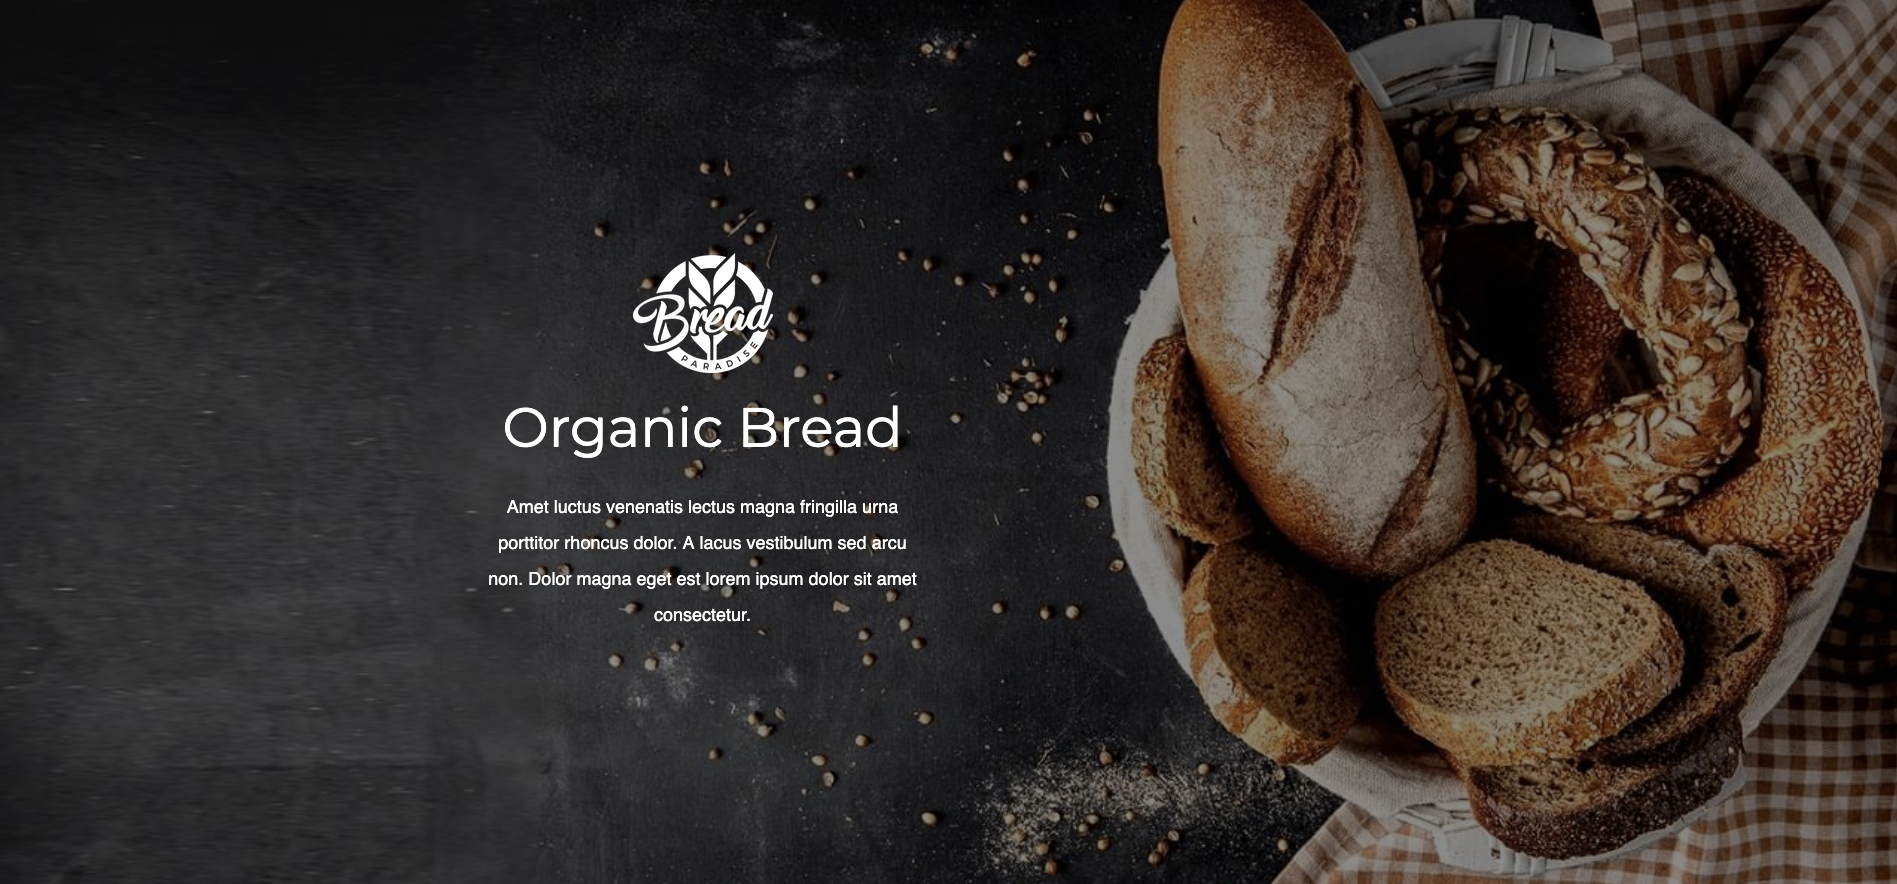 Bread
PARADISE
Organic Bread
Amet luctus venenatis lectus magna fringilla urna
porttitor rhoncus dolor. A lacus vestibulum sed arcu
non. Dolor magna eget est lorem ipsum dolor sit amet
consectetur.